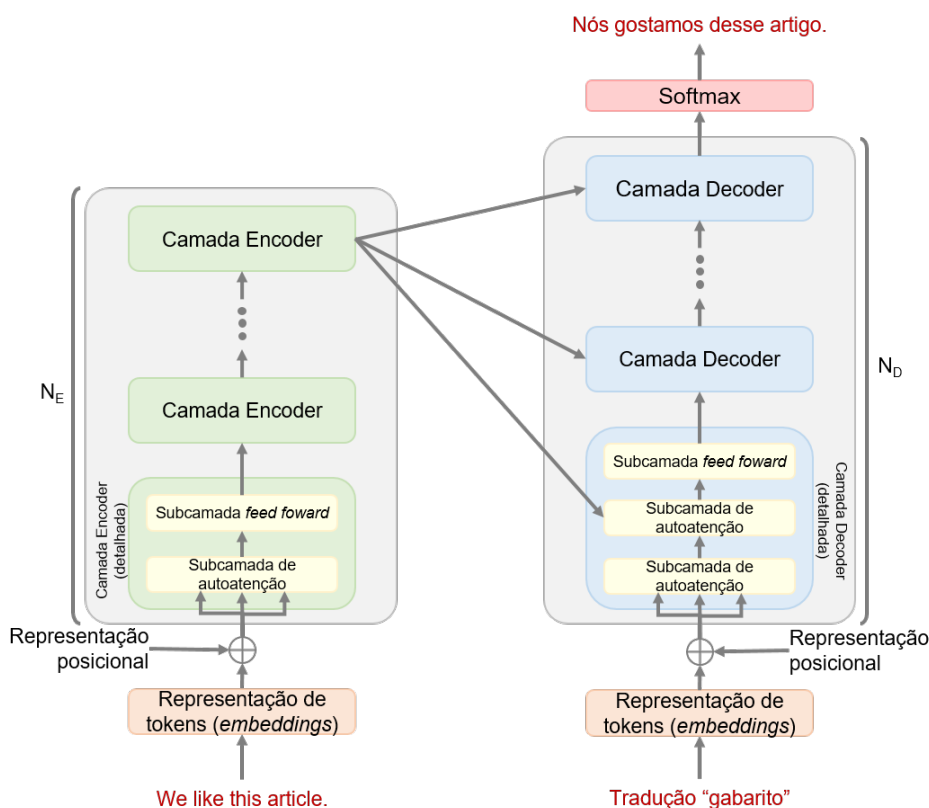 Nós gostamos desse artigo.
Softmax
Camada Decoder
Camada Encoder
Camada Decoder
N_D
N_E
Camada Encoder
Subcamada feed foward
Subcamada de
autoatenção
Subcamada de
autoatenção
Camada Decoder
(detalhada)
Camada Encoder
(detalhada)
Subcamada feed foward
Subcamada de
autoatenção
Representação
posicional
Representação
posicional
Representação de
tokens (embeddings)
Representação de
tokens (embeddings)
We like this article.
Tradução “gabarito”